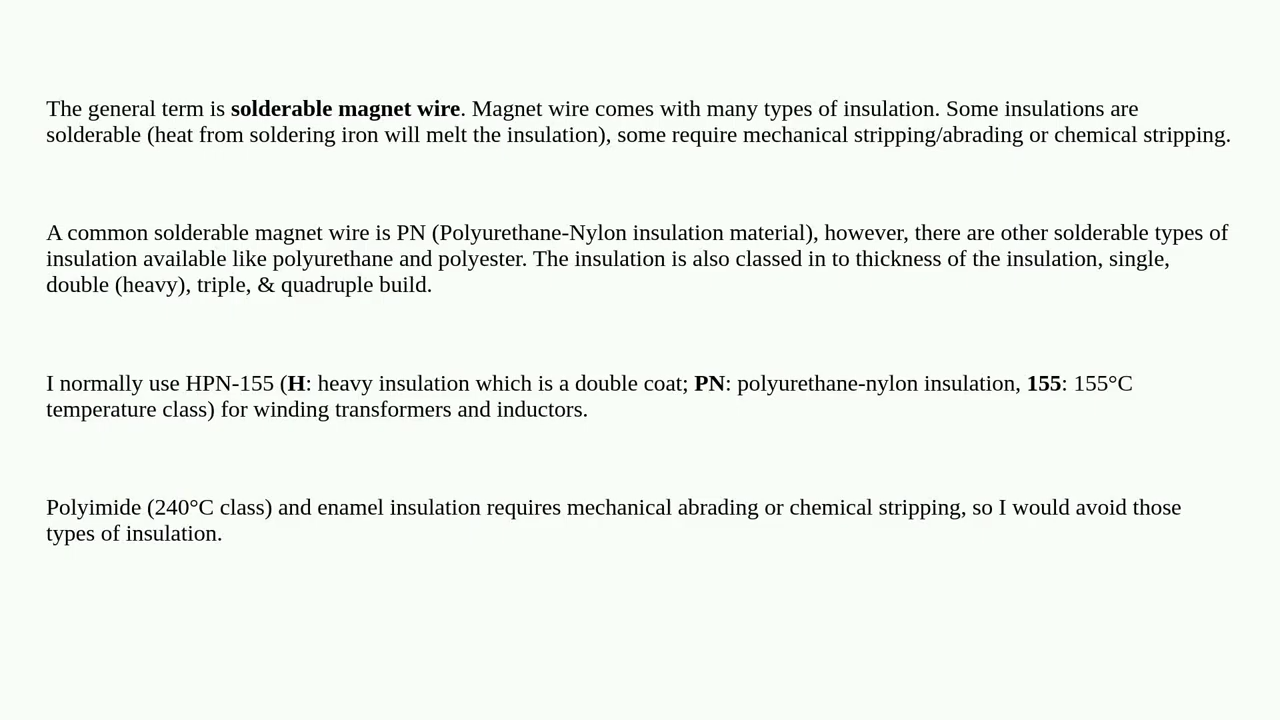 The general term is solderable magnet wire. Magnet wire comes with many types of insulation. Some insulations are
solderable (heat from soldering iron will melt the insulation), some require mechanical stripping/abrading or chemical stripping.
A common solderable magnet wire is PN (Polyurethane-Nylon insulation material), however, there are other solderable types of
insulation available like polyurethane and polyester. The insulation is also classed in to thickness of the insulation, single,
double (heavy), triple, & quadruple build.
I normally use HPN-155 (H: heavy insulation which is a double coat; PN: polyurethane-nylon insulation, 155: 155°C
temperature class) for winding transformers and inductors.
Polyimide (240°C class) and enamel insulation requires mechanical abrading or chemical stripping, so I would avoid those
types of insulation.